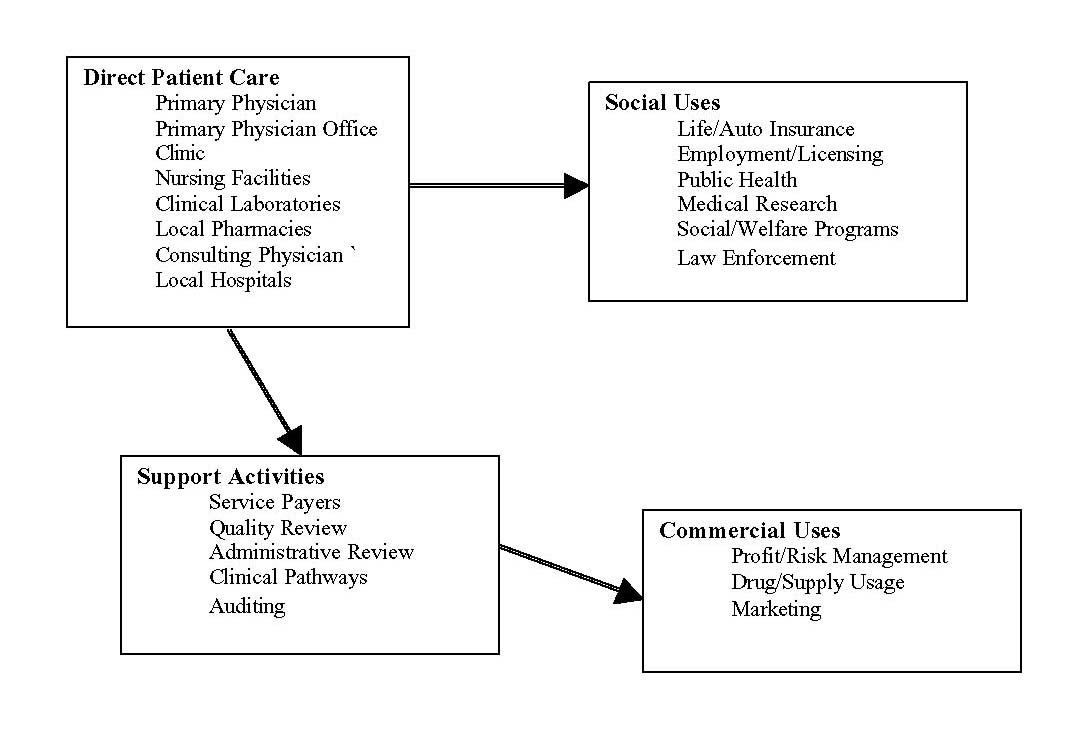 Direct Patient Care
Primary Physician
Primary Physician Office
Clinic
Nursing Facilities
Clinical Laboratories
Local Pharmacies
Consulting Physician `
Local Hospitals
Social Uses
Life/Auto Insurance
Employment/Licensing
Public Health
Medical Research
Social/Welfare Programs
Law Enforcement
Support Activities
Service Payers
Quality Review
Administrative Review
Clinical Pathways
Auditing
Commercial Uses
Profit/Risk Management
Drug/Supply Usage
Marketing